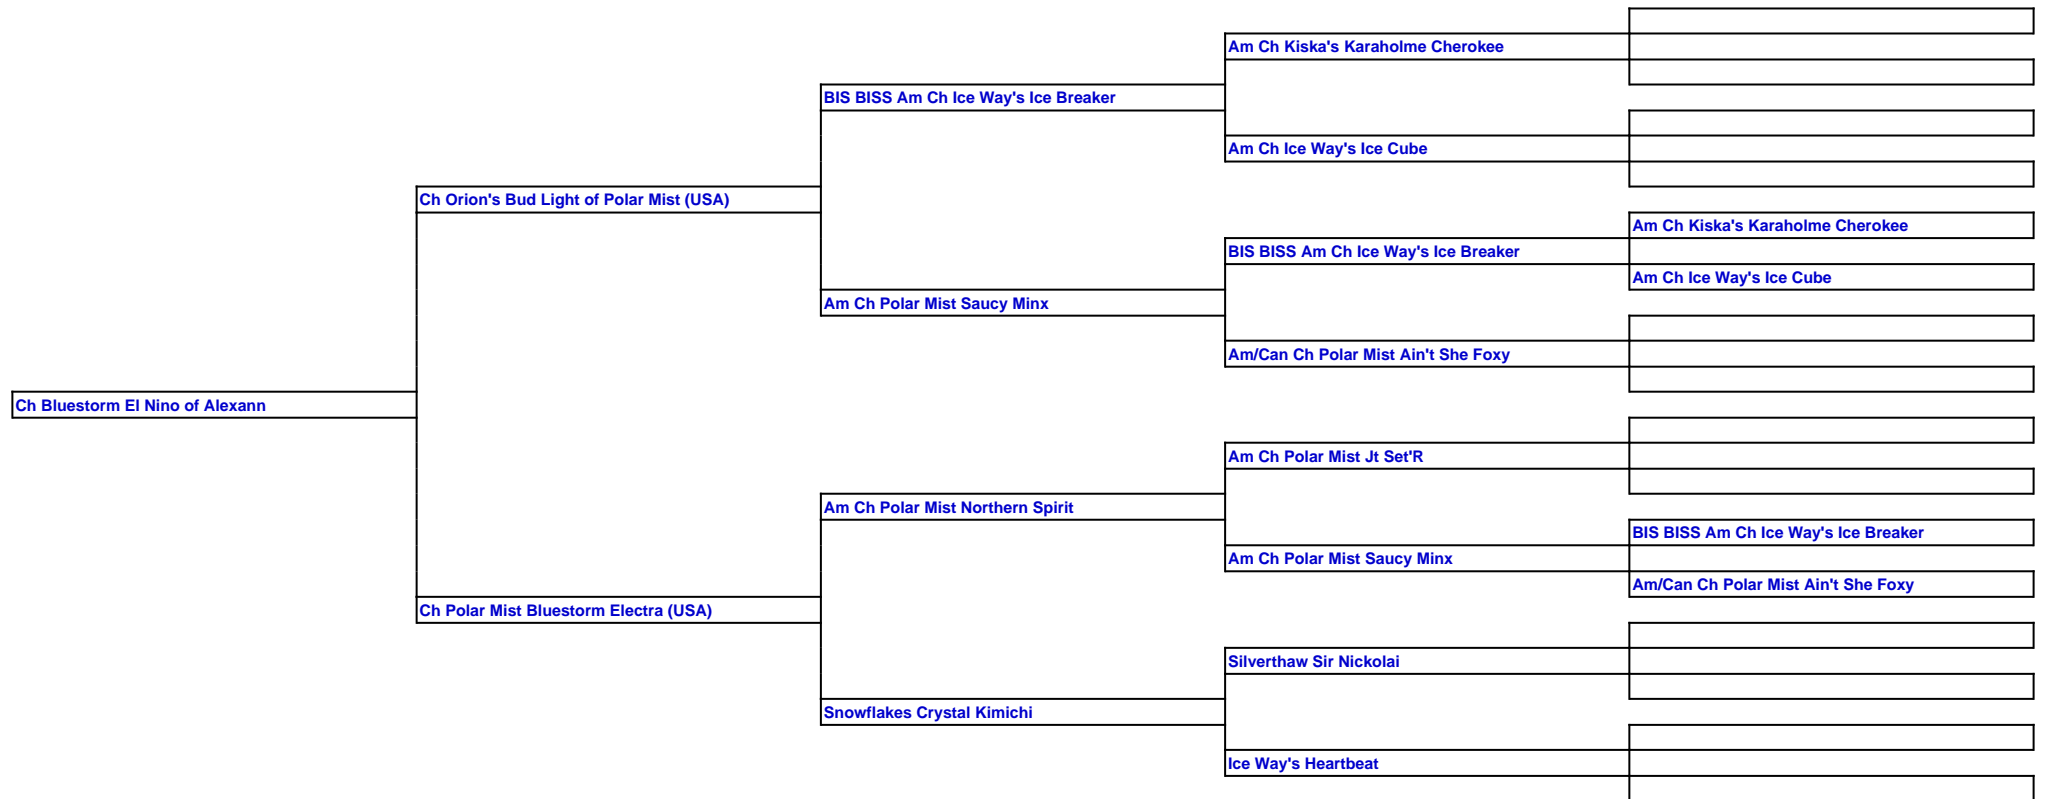 Am Ch Kiska's Karaholme Cherokee
BIS BISS Am Ch Ice Way's Ice Breaker
Am Ch Ice Way's Ice Cube
Ch Orion's Bud Light of Polar Mist (USA)
Am Ch Kiska's Karaholme Cherokee
BIS BISS Am Ch Ice Way's Ice Breaker
Am Ch Ice Way's Ice Cube
Am Ch Polar Mist Saucy Minx
Am/Can Ch Polar Mist Ain't She Foxy
Ch Bluestorm El Nino of Alexann
Am Ch Polar Mist Jt Set'R
Am Ch Polar Mist Northern Spirit
BIS BISS Am Ch Ice Way's Ice Breaker
Am Ch Polar Mist Saucy Minx
Am/Can Ch Polar Mist Ain't She Foxy
Ch Polar Mist Bluestorm Electra (USA)
Silverthaw Sir Nickolai
Snowflakes Crystal Kimichi
Ice Way's Heartbeat